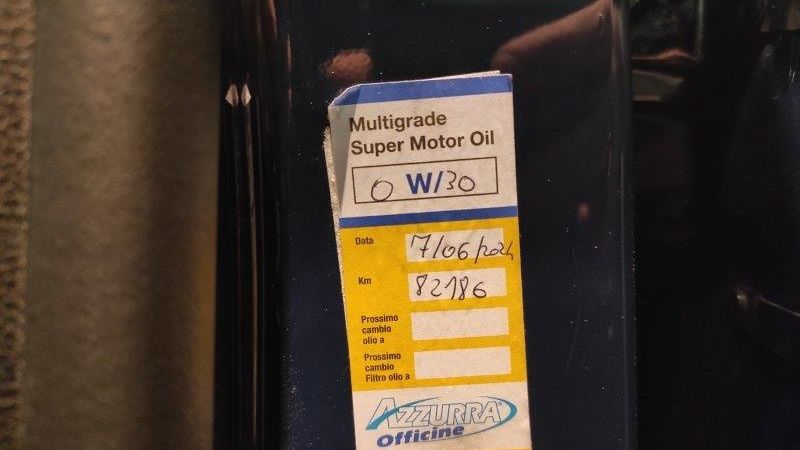 Multigrade
Super Motor Oil
0 W/30
Data 7/06/2024
Km 82186
Prossimo
cambio
olio a
Prossimo
cambio
Filtro olio a
AZZURRA
Officine